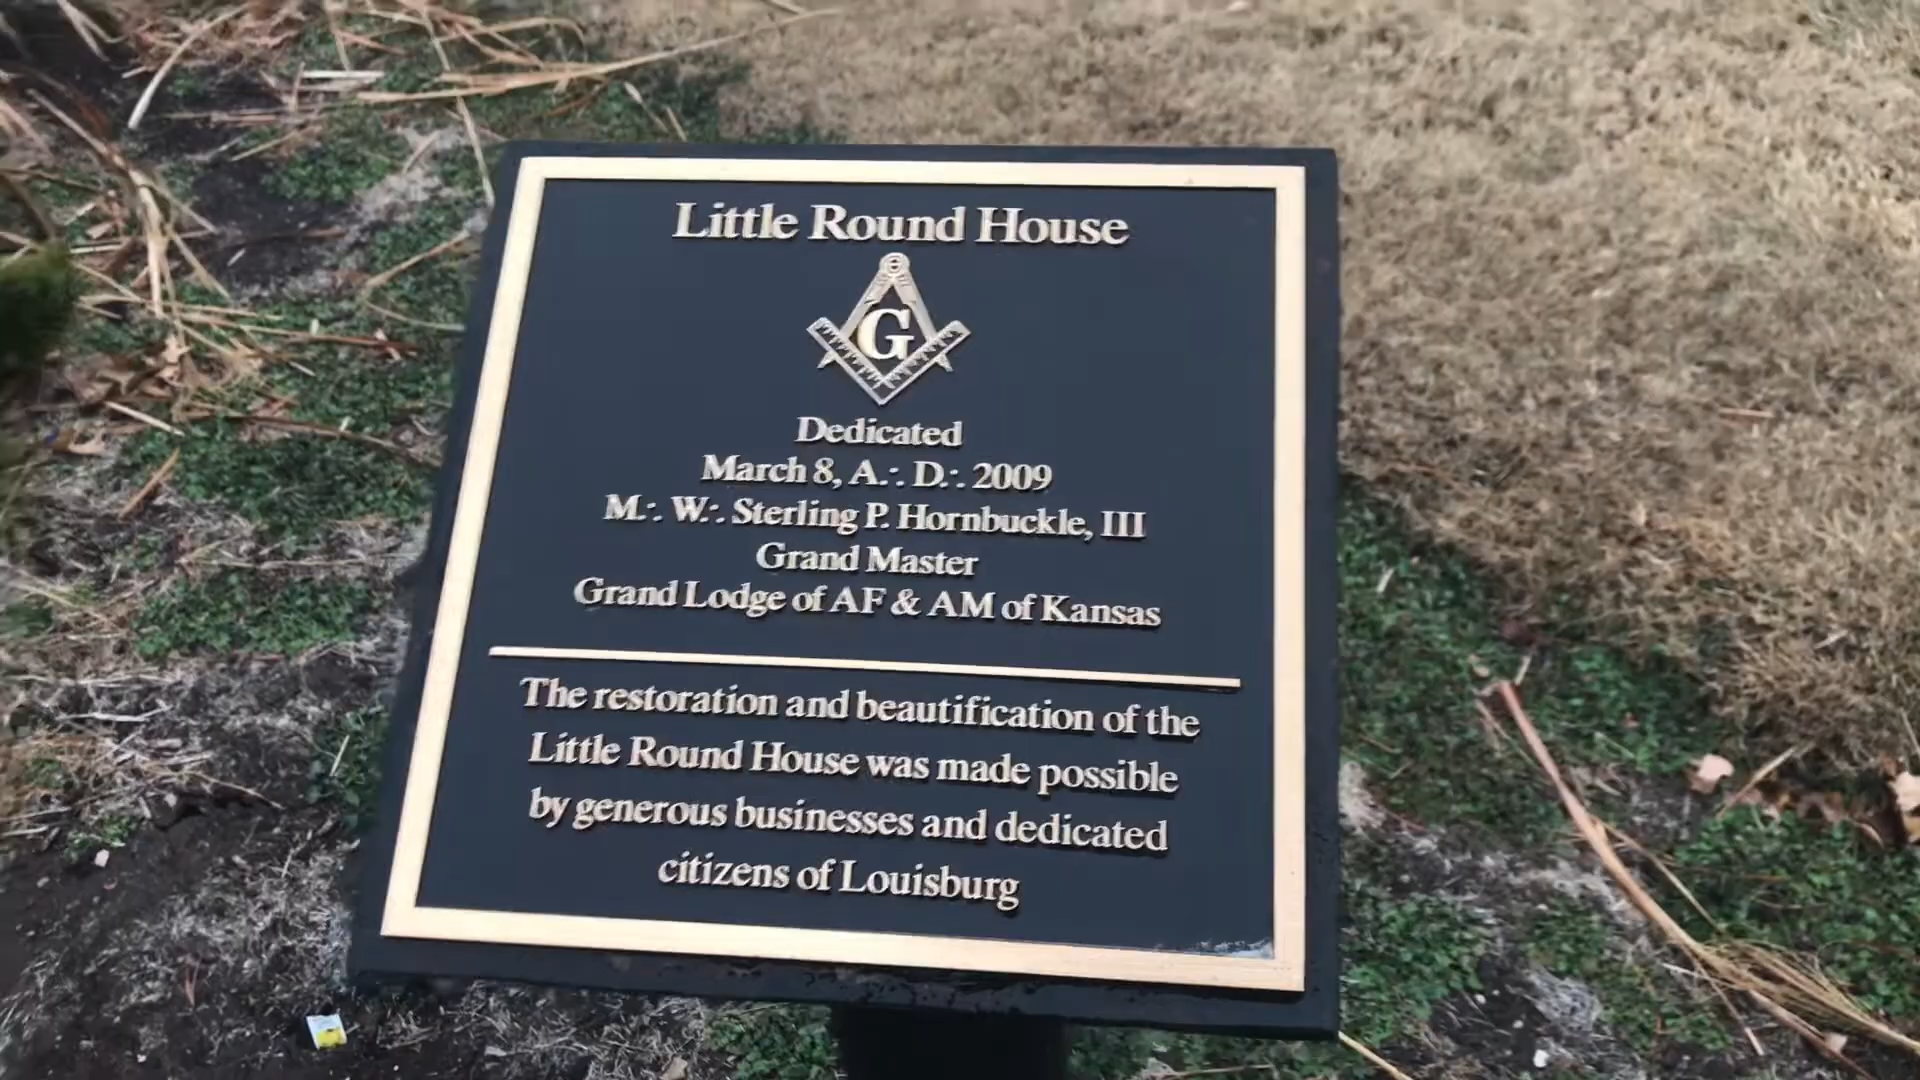 Little Round House
G
Dedicated
March 8, A.·. D.·. 2009
M.·. W.·. Sterling P. Hornbuckle, III
Grand Master
Grand Lodge of AF & AM of Kansas
The restoration and beautification of the
Little Round House was made possible
by generous businesses and dedicated
citizens of Louisburg